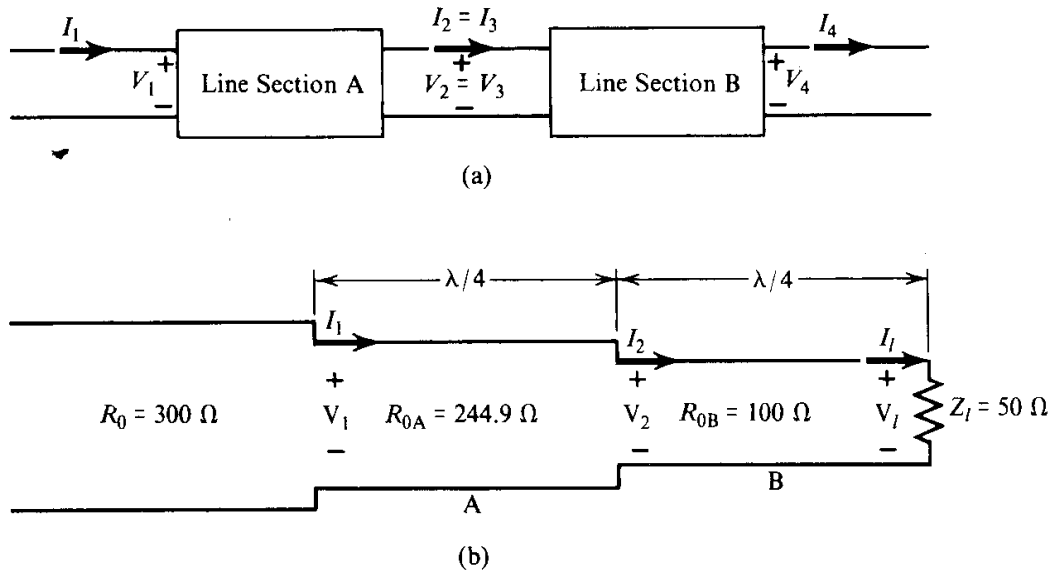 I₁
I₂ = I₃
I₄
+ + +
V₁ Line Section A V₂ = V₃ Line Section B V₄
− − −
(a)
λ/4 λ/4
I₁ I₂ Iₗ
+ + +
R₀ = 300 Ω V₁ R₀A = 244.9 Ω V₂ R₀B = 100 Ω Vₗ Zₗ = 50 Ω
− − −
A B
(b)